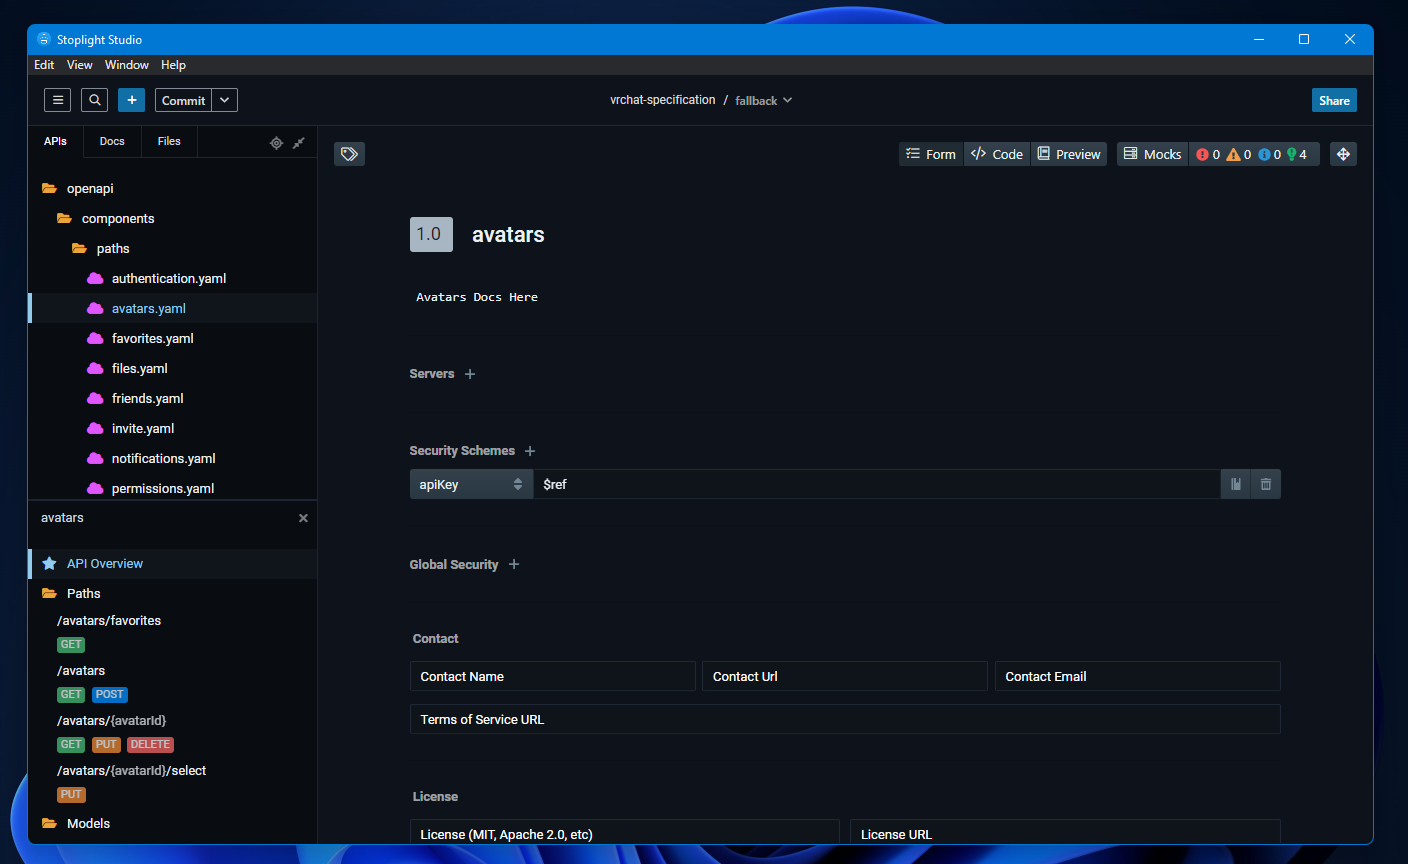 Stoplight Studio
Edit View Window Help
Commit
vrchat-specification / fallback
Share
APIs Docs Files
Form Code Preview Mocks 0 0 0 4
openapi
components
paths
authentication.yaml
avatars.yaml
favorites.yaml
files.yaml
friends.yaml
invite.yaml
notifications.yaml
permissions.yaml
avatars
API Overview
Paths
/avatars/favorites
GET
/avatars
GET POST
/avatars/{avatarId}
GET PUT DELETE
/avatars/{avatarId}/select
PUT
Models
1.0 avatars
Avatars Docs Here
Servers
Security Schemes
apiKey $ref
Global Security
Contact
Contact Name Contact Url Contact Email
Terms of Service URL
License
License (MIT, Apache 2.0, etc) License URL